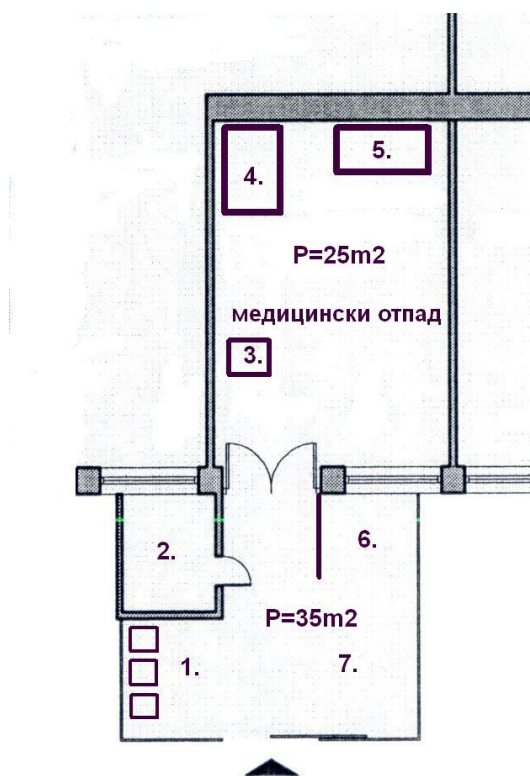 4.
5.
P=25m2
медицински отпад
3.
2.
6.
P=35m2
1.
7.